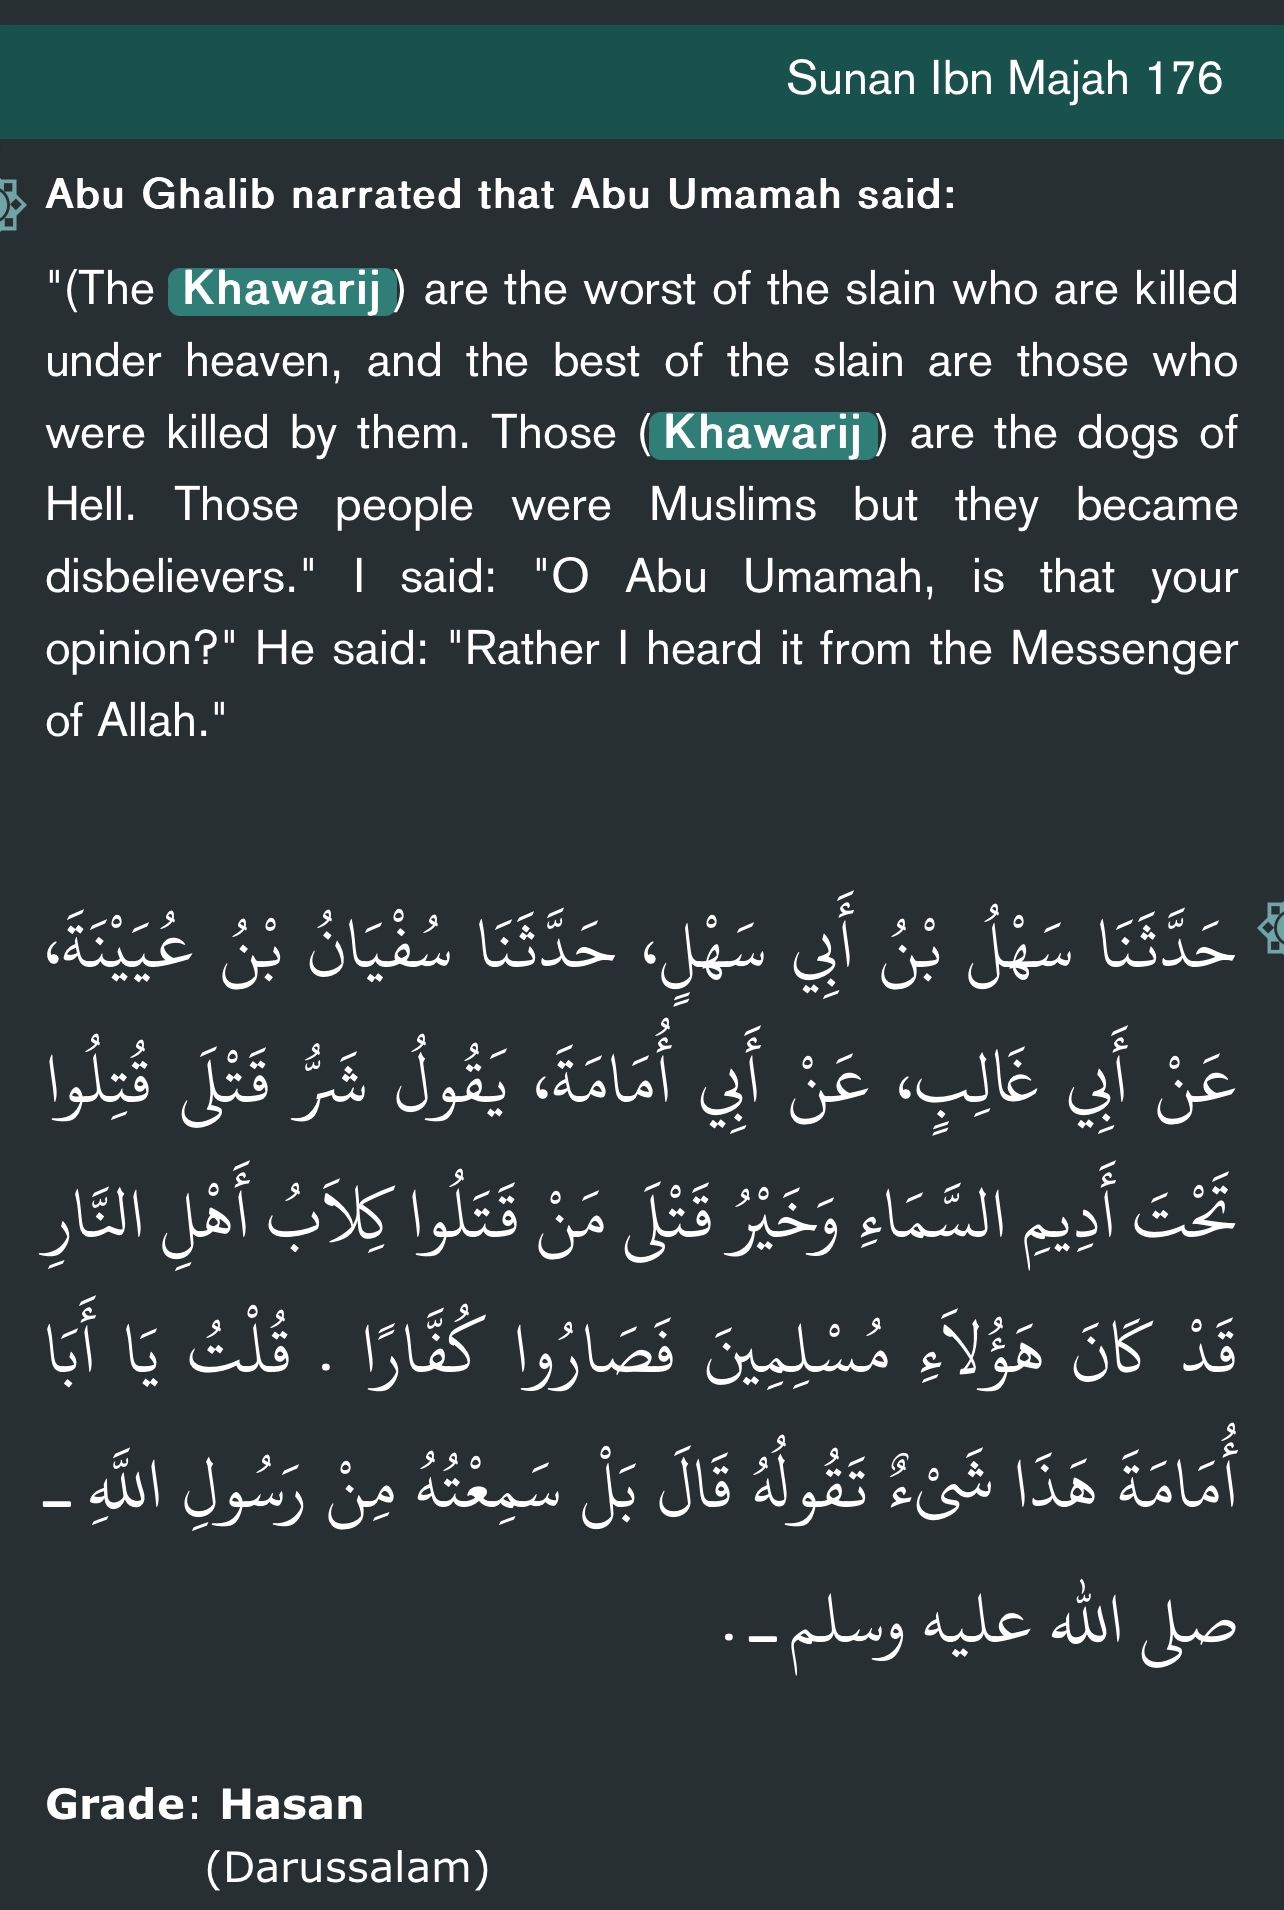 Sunan Ibn Majah 176
Abu Ghalib narrated that Abu Umamah said:
"(The Khawarij) are the worst of the slain who are killed
under heaven, and the best of the slain are those who
were killed by them. Those (Khawarij) are the dogs of
Hell. Those people were Muslims but they became
disbelievers." I said: "O Abu Umamah, is that your
opinion?" He said: "Rather I heard it from the Messenger
of Allah."
حَدَّثَنَا سَهْلُ بْنُ أَبِي سَهْلٍ، حَدَّثَنَا سُفْيَانُ بْنُ عُيَيْنَةَ،
عَنْ أَبِي غَالِبٍ، عَنْ أَبِي أُمَامَةَ، يَقُولُ شَرُّ قَتْلَى قُتِلُوا
تَحْتَ أَدِيمِ السَّمَاءِ وَخَيْرُ قَتْلَى مَنْ قَتَلُوا كِلاَبُ أَهْلِ النَّارِ
قَدْ كَانَ هَؤُلاَءِ مُسْلِمِينَ فَصَارُوا كُفَّارًا . قُلْتُ يَا أَبَا
أُمَامَةَ هَذَا شَىْءٌ تَقُولُهُ قَالَ بَلْ سَمِعْتُهُ مِنْ رَسُولِ اللَّهِ ـ
صلى الله عليه وسلم ـ .
Grade: Hasan
(Darussalam)